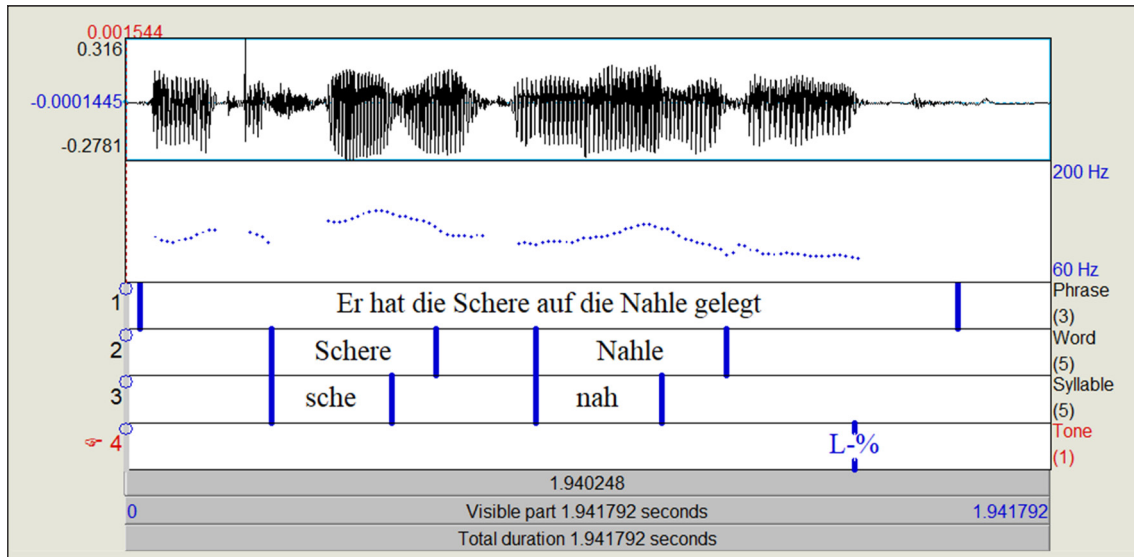 0.001544
0.316
-0.0001445
-0.2781
200 Hz
60 Hz
1 Er hat die Schere auf die Nahle gelegt Phrase (3)
2 Schere Nahle Word (5)
3 sche nah Syllable (5)
☞ 4 L-% Tone (1)
1.940248
0 Visible part 1.941792 seconds 1.941792
Total duration 1.941792 seconds